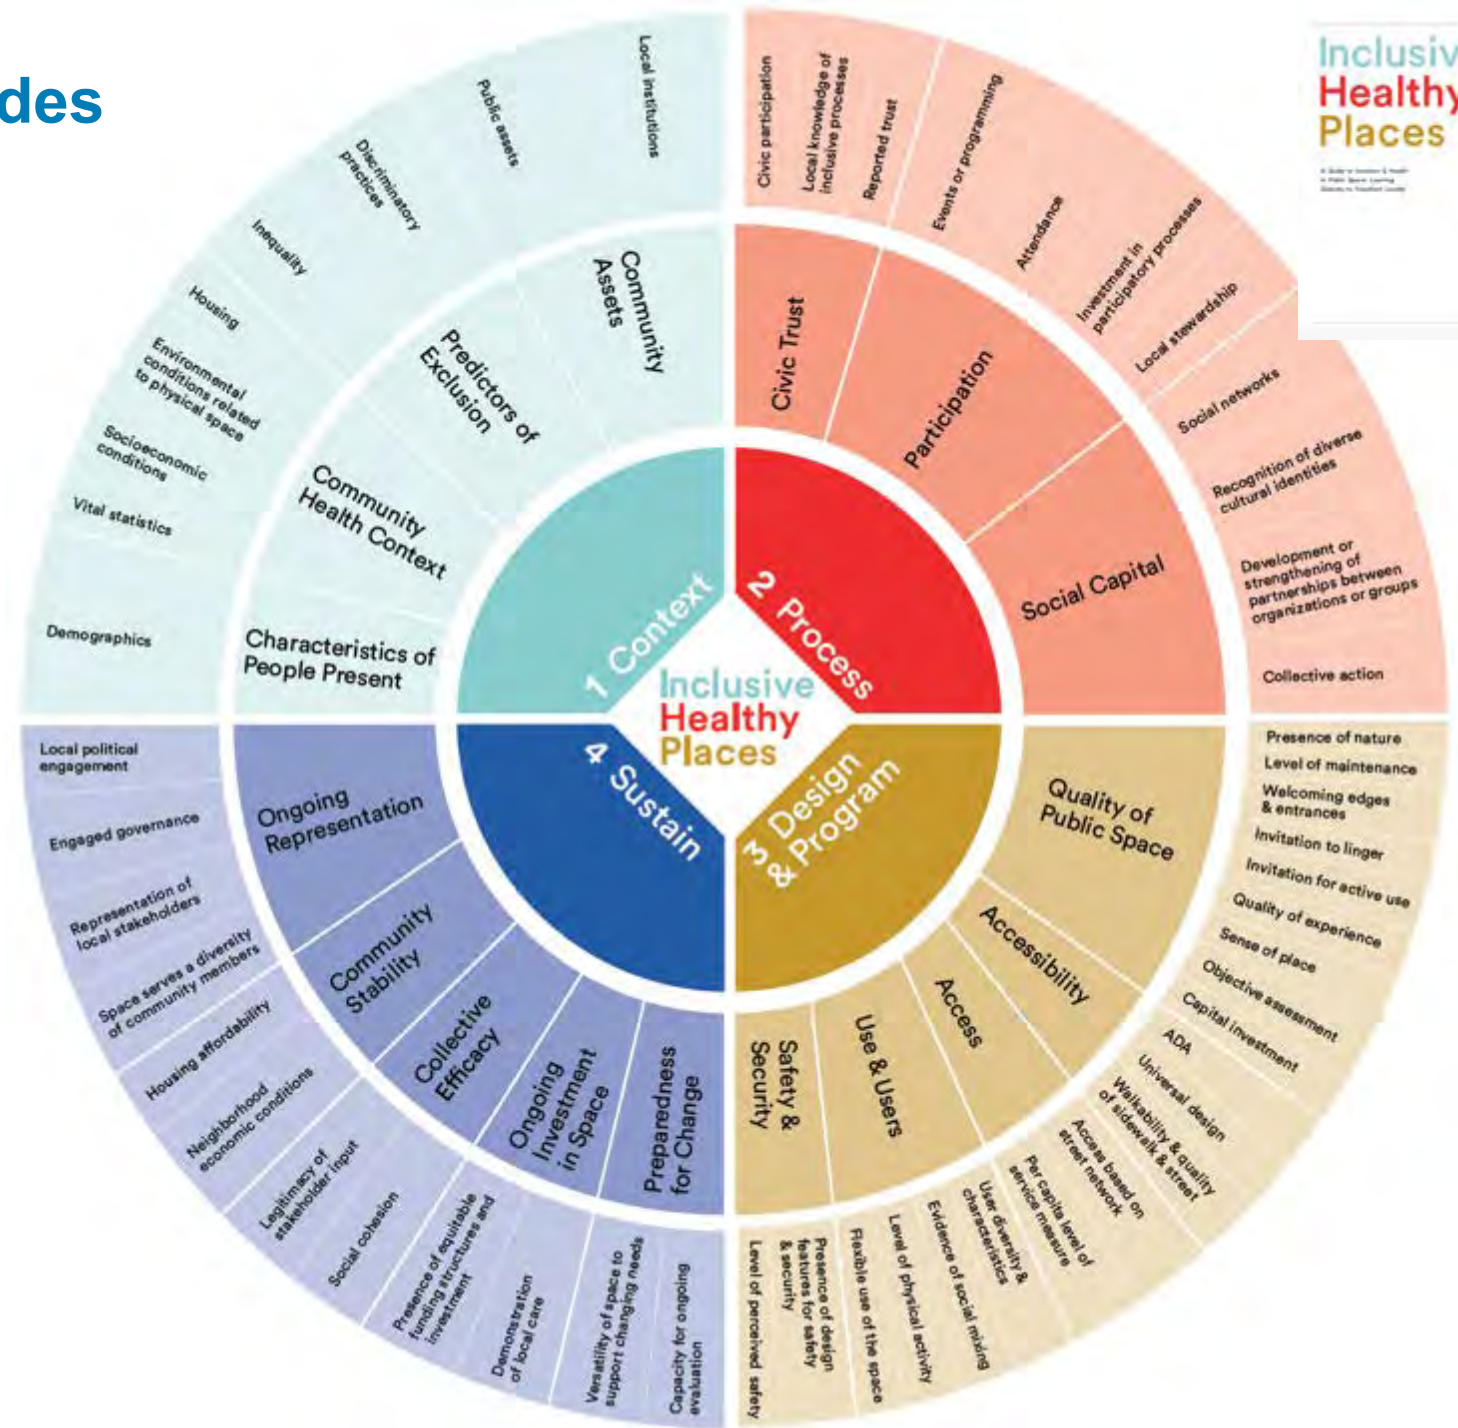 des
Inclusiv
Healthy
Places
Local institutions
Public assets
Discriminatory
practices
Inequality
Housing
Environmental
conditions related
to physical space
Socioeconomic
conditions
Vital statistics
Demographics
Community
Assets
Predictors of
Exclusion
Community
Health Context
Characteristics of
People Present
1 Context
Civic participation
Local knowledge of
inclusive processes
Reported trust
Events or programming
Attendance
Investment in
participatory processes
Local stewardship
Social networks
Recognition of diverse
cultural identities
Development or
strengthening of
partnerships between
organizations or groups
Collective action
Civic Trust
Participation
Social Capital
2 Process
Inclusive
Healthy
Places
3 Design
& Program
Quality of
Public Space
Accessibility
Access
Use & Users
Safety &
Security
Presence of nature
Level of maintenance
Welcoming edges
& entrances
Invitation to linger
Invitation for active use
Quality of experience
Sense of place
Objective assessment
Capital investment
ADA
Universal design
Walkability & quality
of sidewalk & street
Access based on
street network
Per capita level of
service measure
User diversity &
characteristics
Evidence of social mixing
Level of physical activity
Flexible use of the space
Presence of design
features for safety
& security
Level of perceived safety
4 Sustain
Ongoing
Representation
Community
Stability
Collective
Efficacy
Ongoing
Investment
in Space
Preparedness
for Change
Local political
engagement
Engaged governance
Representation of
local stakeholders
Space serves a diversity
of community members
Housing affordability
Neighborhood
economic conditions
Legitimacy of
stakeholder input
Social cohesion
Presence of equitable
funding structures and
investment
Demonstration
of local care
Versatility of space to
support changing needs
Capacity for ongoing
evaluation